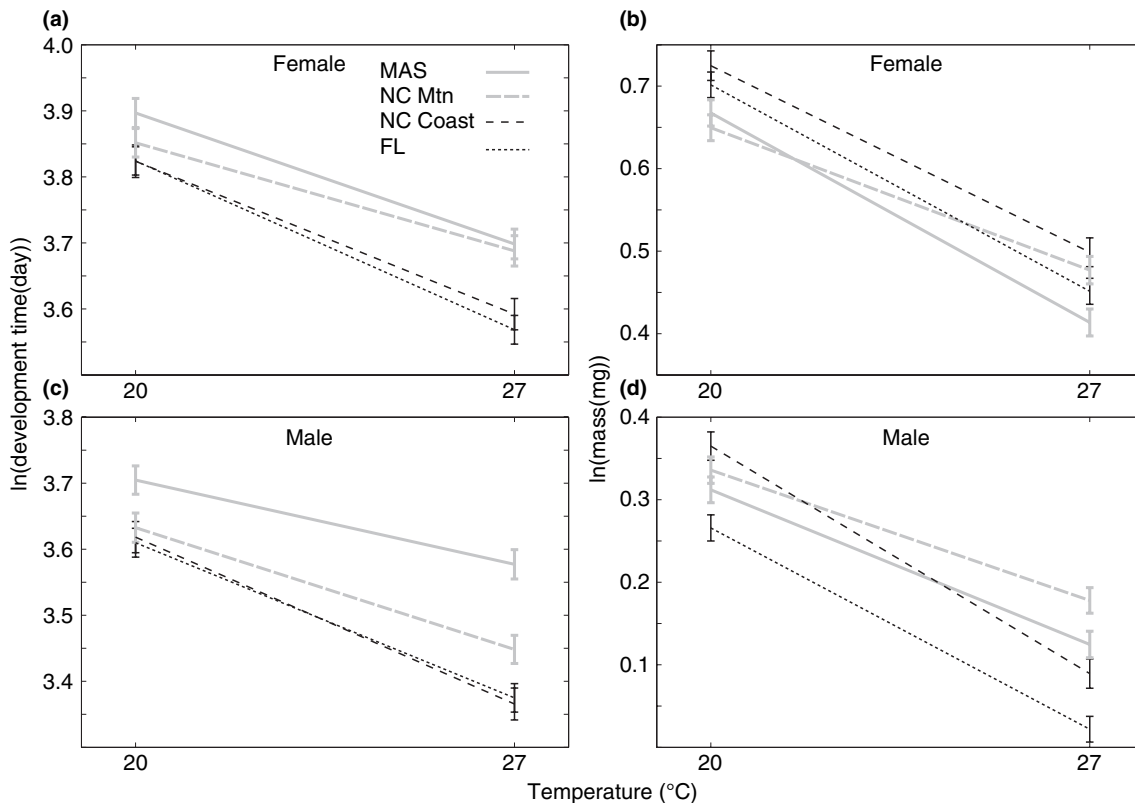 (a)
Female
MAS
NC Mtn
NC Coast
FL
4.0
3.9
3.8
3.7
3.6
20
27
(b)
Female
0.7
0.6
0.5
0.4
20
27
(c)
Male
3.8
3.7
3.6
3.5
3.4
20
27
(d)
Male
0.4
0.3
0.2
0.1
20
27
ln(development time(day))
ln(mass(mg))
Temperature (°C)